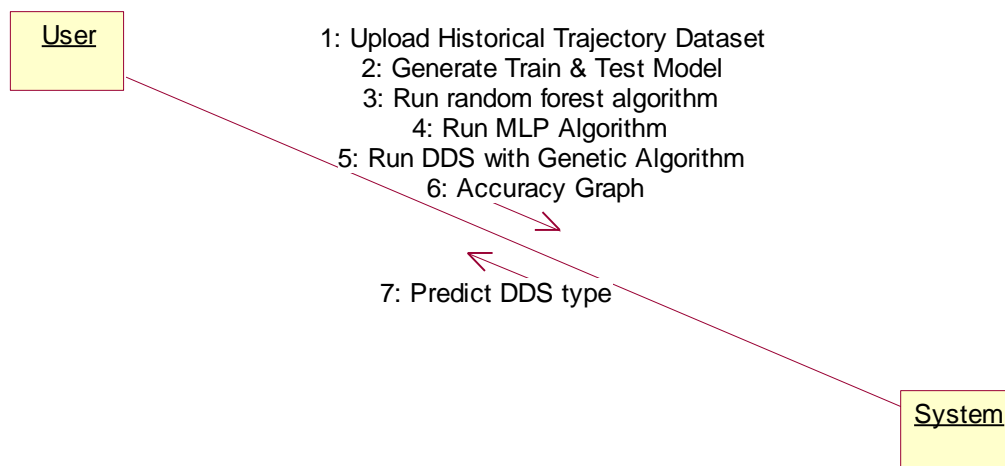 User
1: Upload Historical Trajectory Dataset
2: Generate Train & Test Model
3: Run random forest algorithm
4: Run MLP Algorithm
5: Run DDS with Genetic Algorithm
6: Accuracy Graph
7: Predict DDS type
System